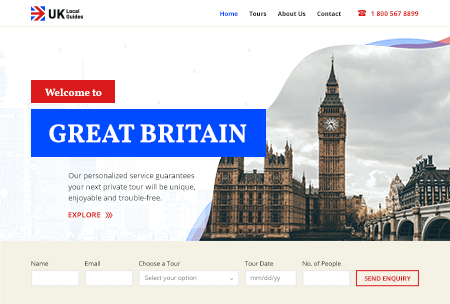 UK Local Guides
Home Tours About Us Contact 1 800 567 8899
Welcome to
GREAT BRITAIN
Our personalized service guarantees
your next private tour will be unique,
enjoyable and trouble-free.
EXPLORE
Name Email Choose a Tour Tour Date No. of People
Select your option mm/dd/yy SEND ENQUIRY